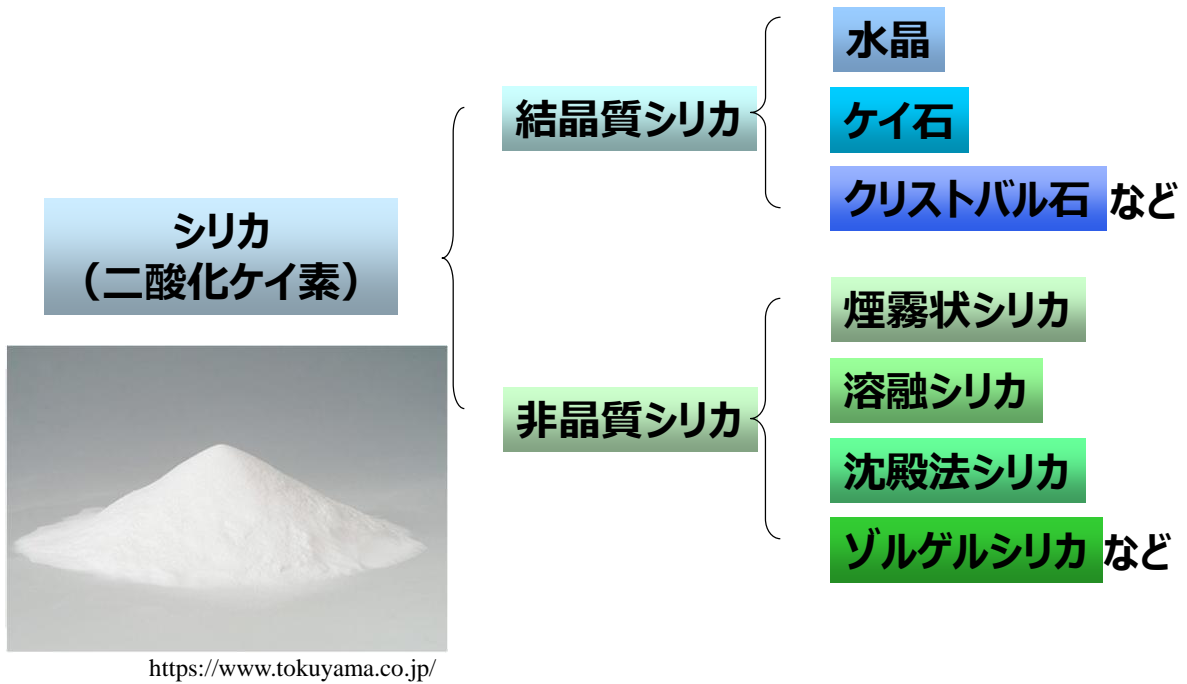 シリカ
（二酸化ケイ素）
結晶質シリカ
水晶
ケイ石
クリストバル石 など
非晶質シリカ
煙霧状シリカ
溶融シリカ
沈殿法シリカ
ゾルゲルシリカ など
https://www.tokuyama.co.jp/